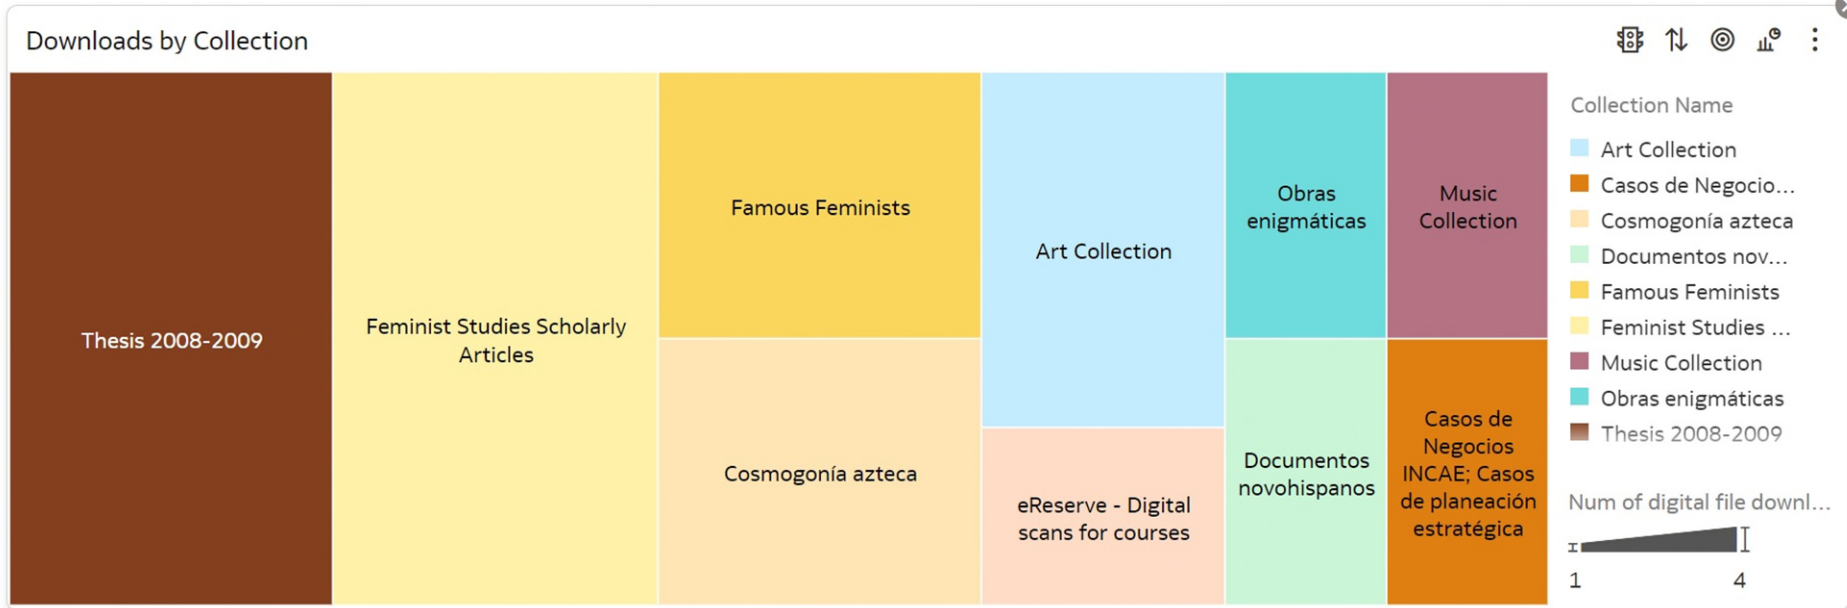 Downloads by Collection
Thesis 2008-2009
Feminist Studies Scholarly
Articles
Famous Feminists
Cosmogonía azteca
Art Collection
eReserve - Digital
scans for courses
Obras
enigmáticas
Documentos
novohispanos
Music
Collection
Casos de
Negocios
INCAE; Casos
de planeación
estratégica
Collection Name
Art Collection
Casos de Negocio...
Cosmogonía azteca
Documentos nov...
Famous Feminists
Feminist Studies ...
Music Collection
Obras enigmáticas
Thesis 2008-2009
Num of digital file downl...
1 4